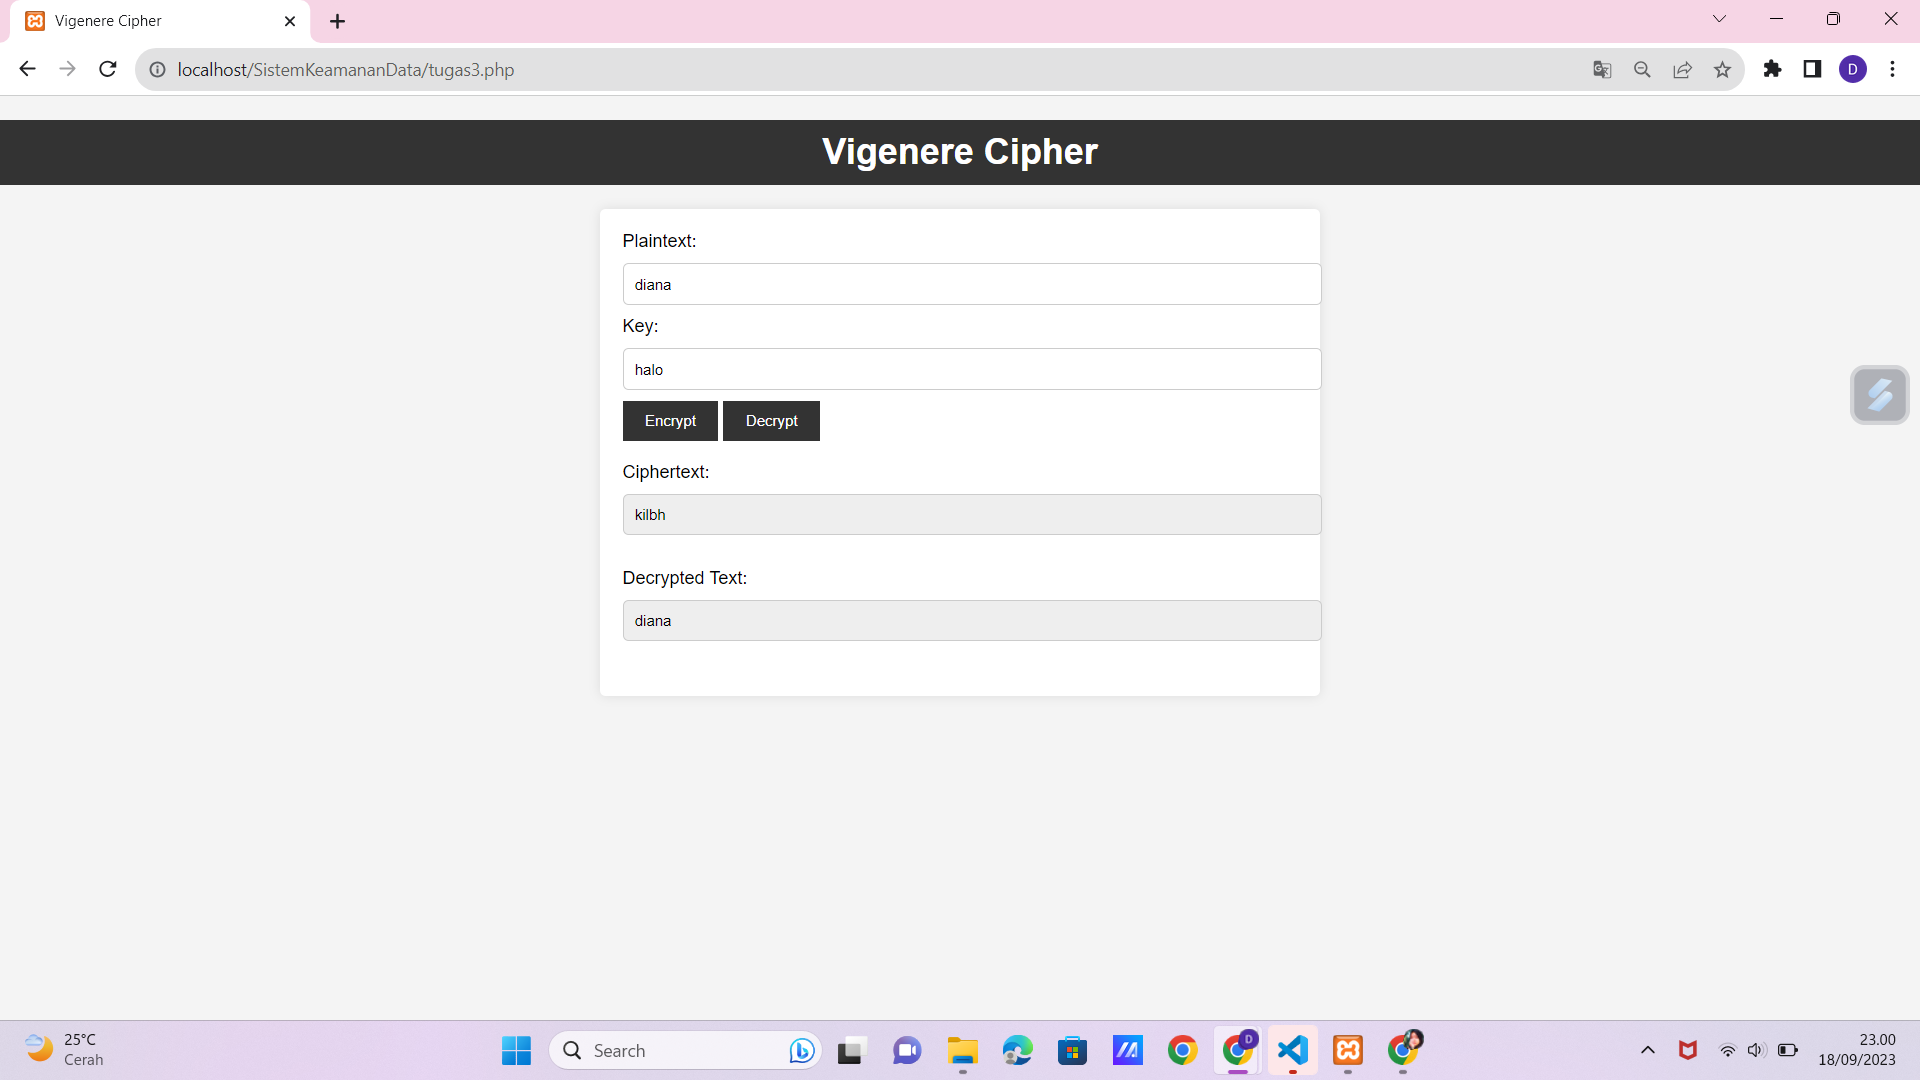 Vigenere Cipher
localhost/SistemKeamananData/tugas3.php
D
Vigenere Cipher
Plaintext:
diana
Key:
halo
Encrypt Decrypt
Ciphertext:
kilbh
Decrypted Text:
diana
25°C
Cerah
Search
D
23.00
18/09/2023